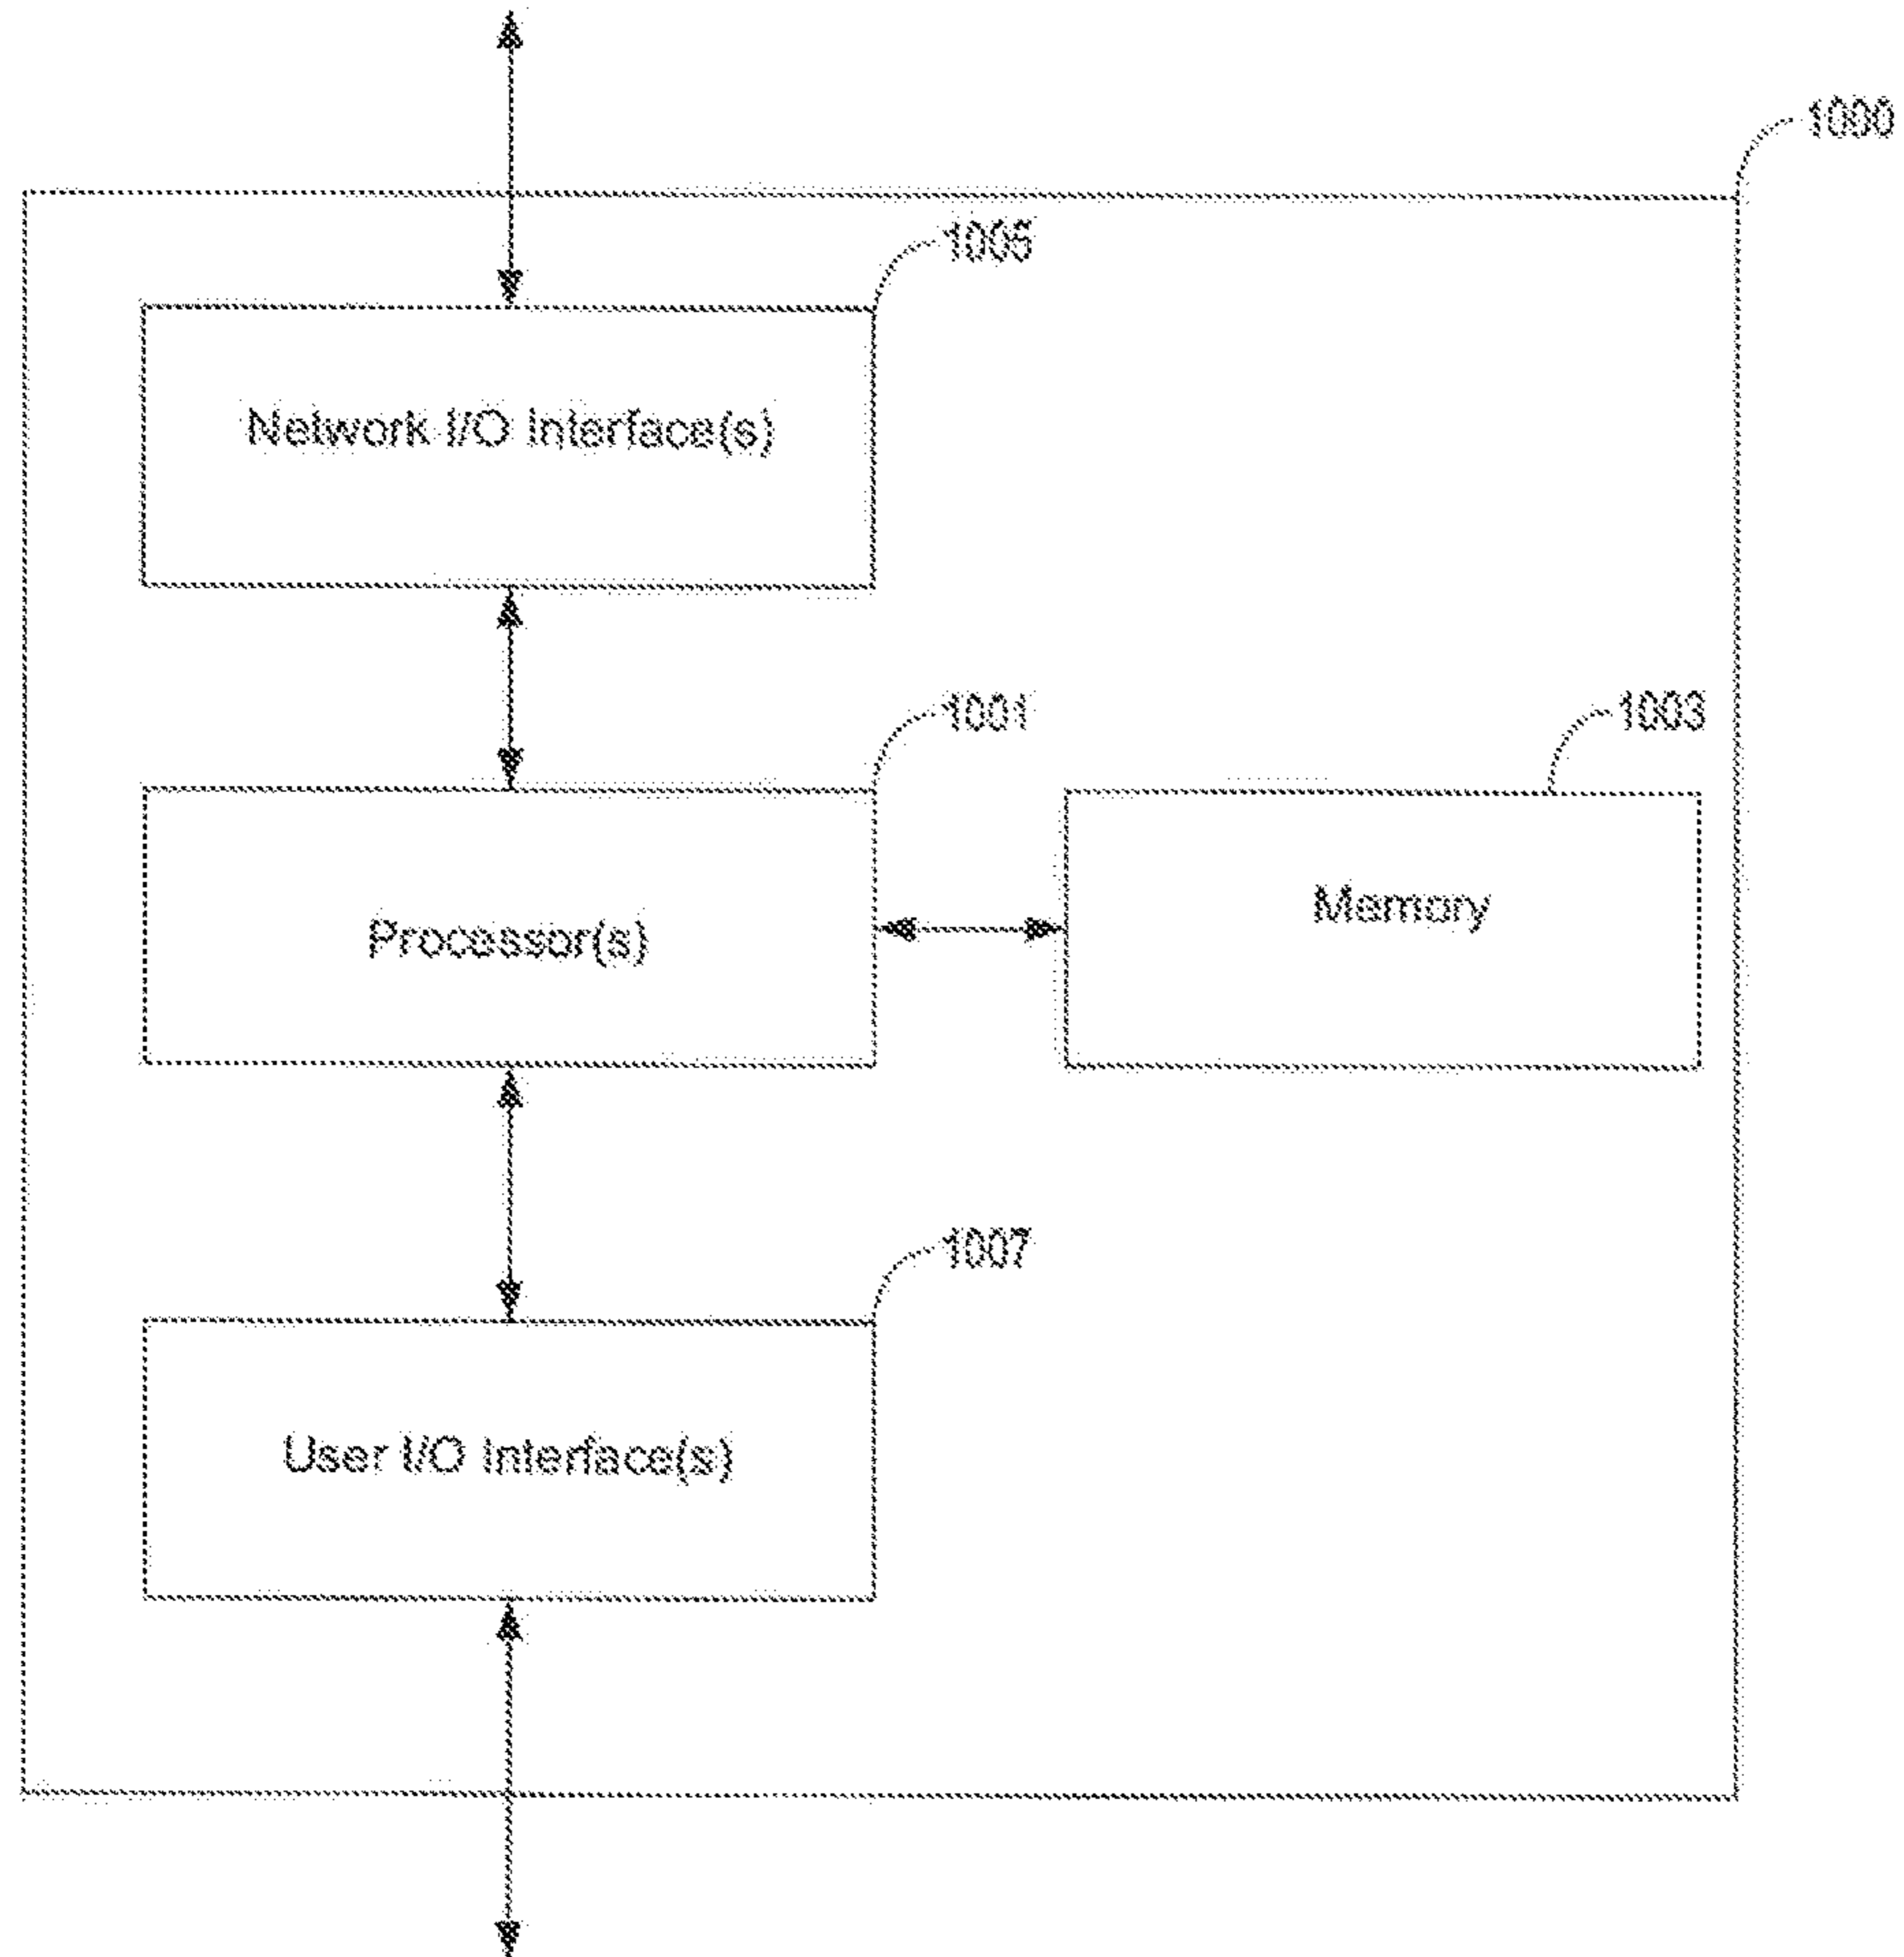 1000
1005
Network I/O Interface(s)
1001
1003
Processor(s)
Memory
1007
User I/O Interface(s)